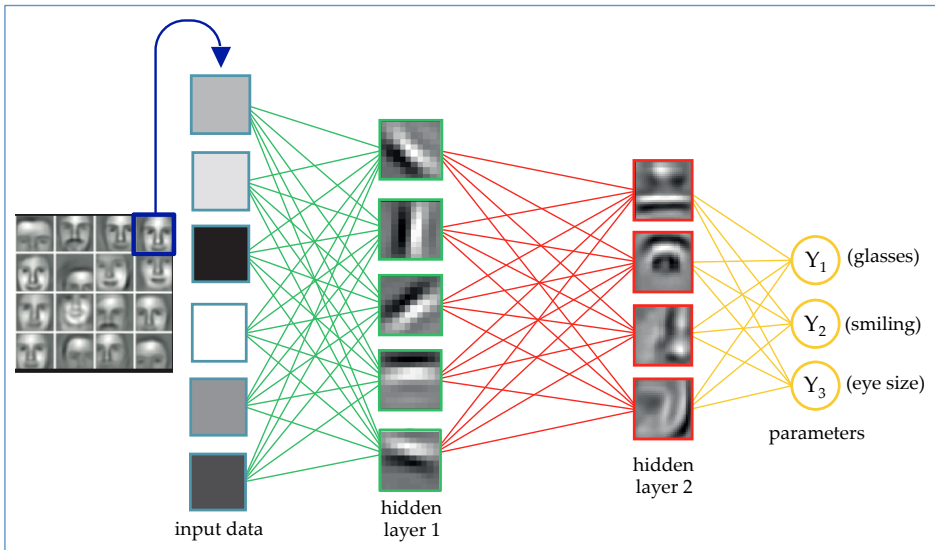 Y₁ (glasses)
Y₂ (smiling)
Y₃ (eye size)
parameters
hidden
layer 2
hidden
layer 1
input data